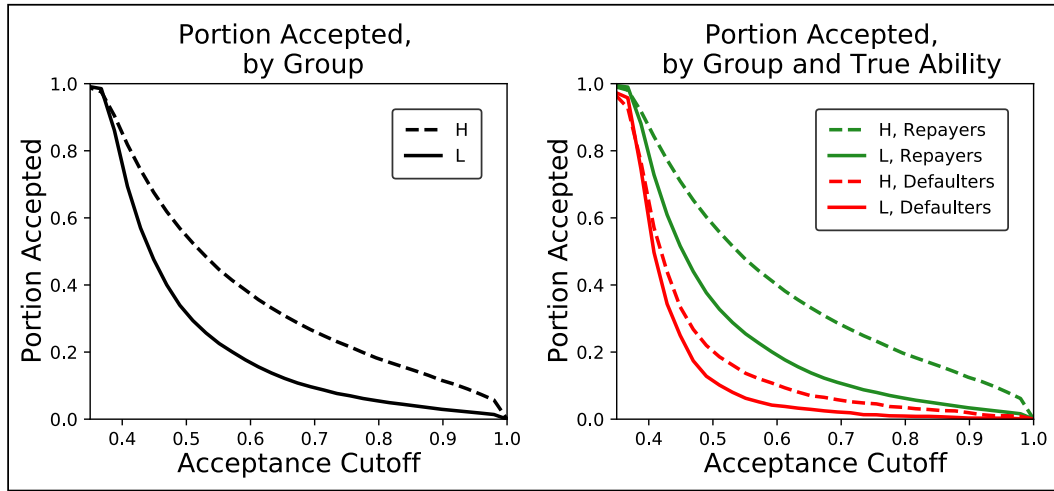 Portion Accepted,
by Group
Portion Accepted
1.0
0.8
0.6
0.4
0.2
0.0
H
L
0.4 0.5 0.6 0.7 0.8 0.9 1.0
Acceptance Cutoff
Portion Accepted,
by Group and True Ability
Portion Accepted
1.0
0.8
0.6
0.4
0.2
0.0
H, Repayers
L, Repayers
H, Defaulters
L, Defaulters
0.4 0.5 0.6 0.7 0.8 0.9 1.0
Acceptance Cutoff